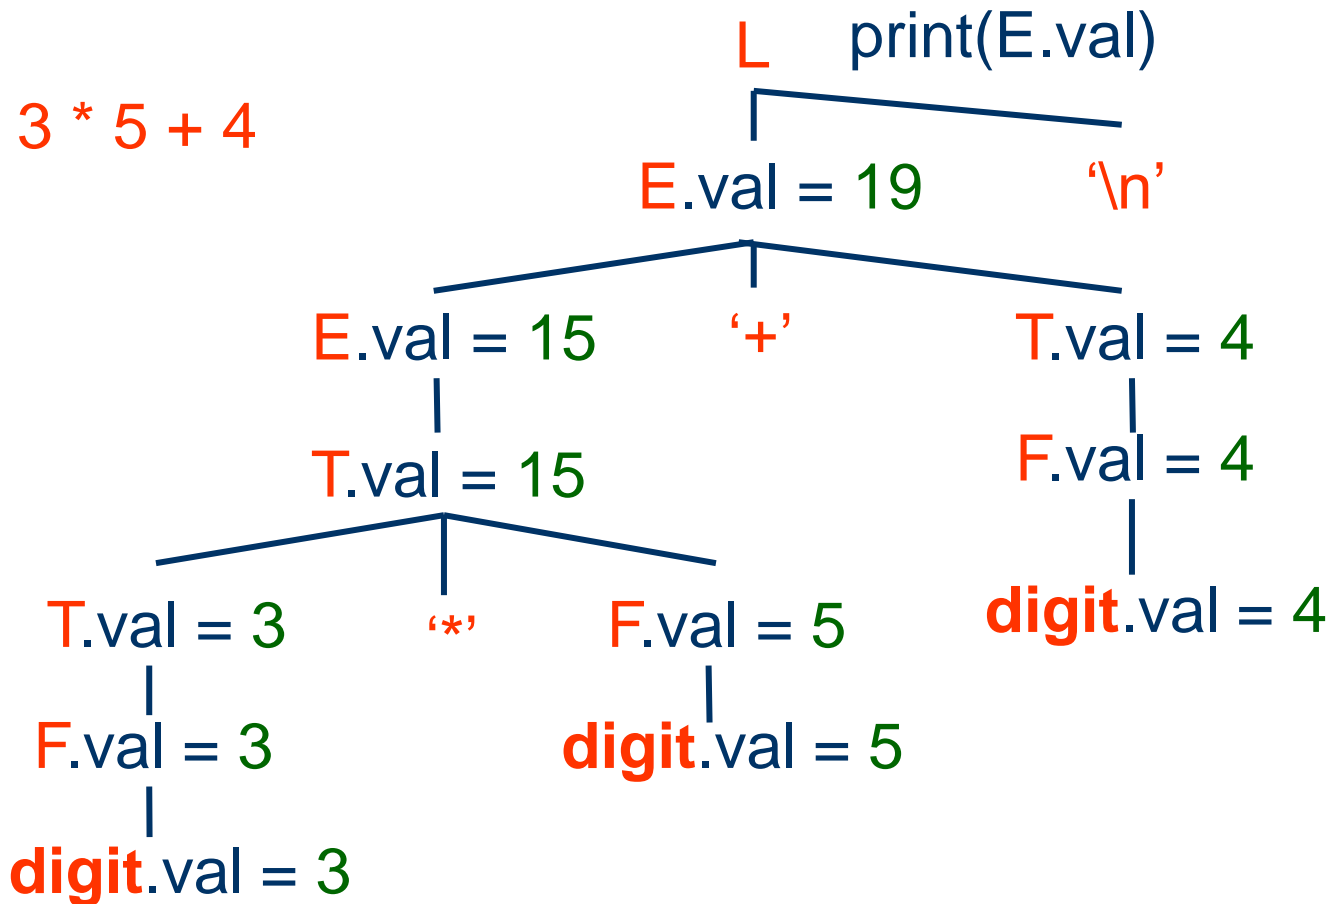 L print(E.val)
3 * 5 + 4
E.val = 19 ‘\n’
E.val = 15 ‘+’ T.val = 4
T.val = 15 F.val = 4
T.val = 3 ‘*’ F.val = 5 digit.val = 4
F.val = 3 digit.val = 5
digit.val = 3